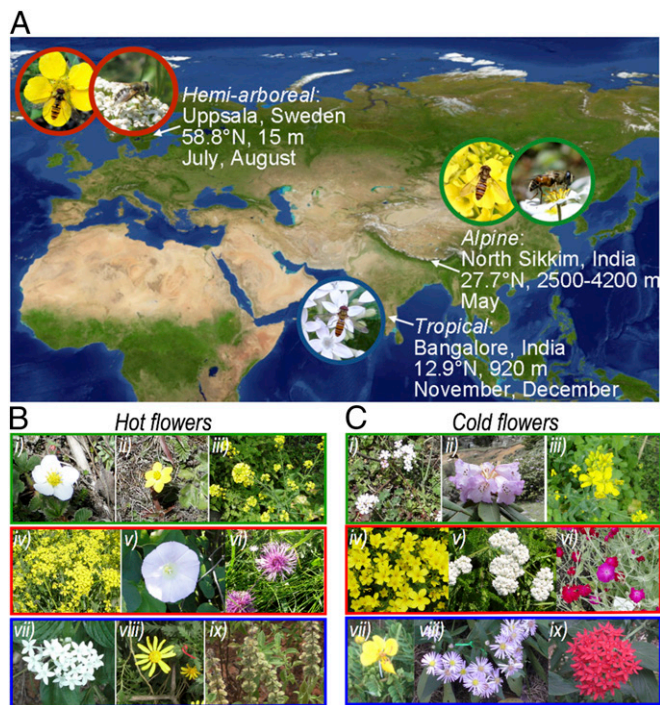 A
Hemi-arboreal:
Uppsala, Sweden
58.8°N, 15 m
July, August
Alpine:
North Sikkim, India
27.7°N, 2500-4200 m
May
Tropical:
Bangalore, India
12.9°N, 920 m
November, December
B
Hot flowers
i)
ii)
iii)
iv)
v)
vi)
vii)
viii)
ix)
C
Cold flowers
i)
ii)
iii)
iv)
v)
vi)
vii)
viii)
ix)